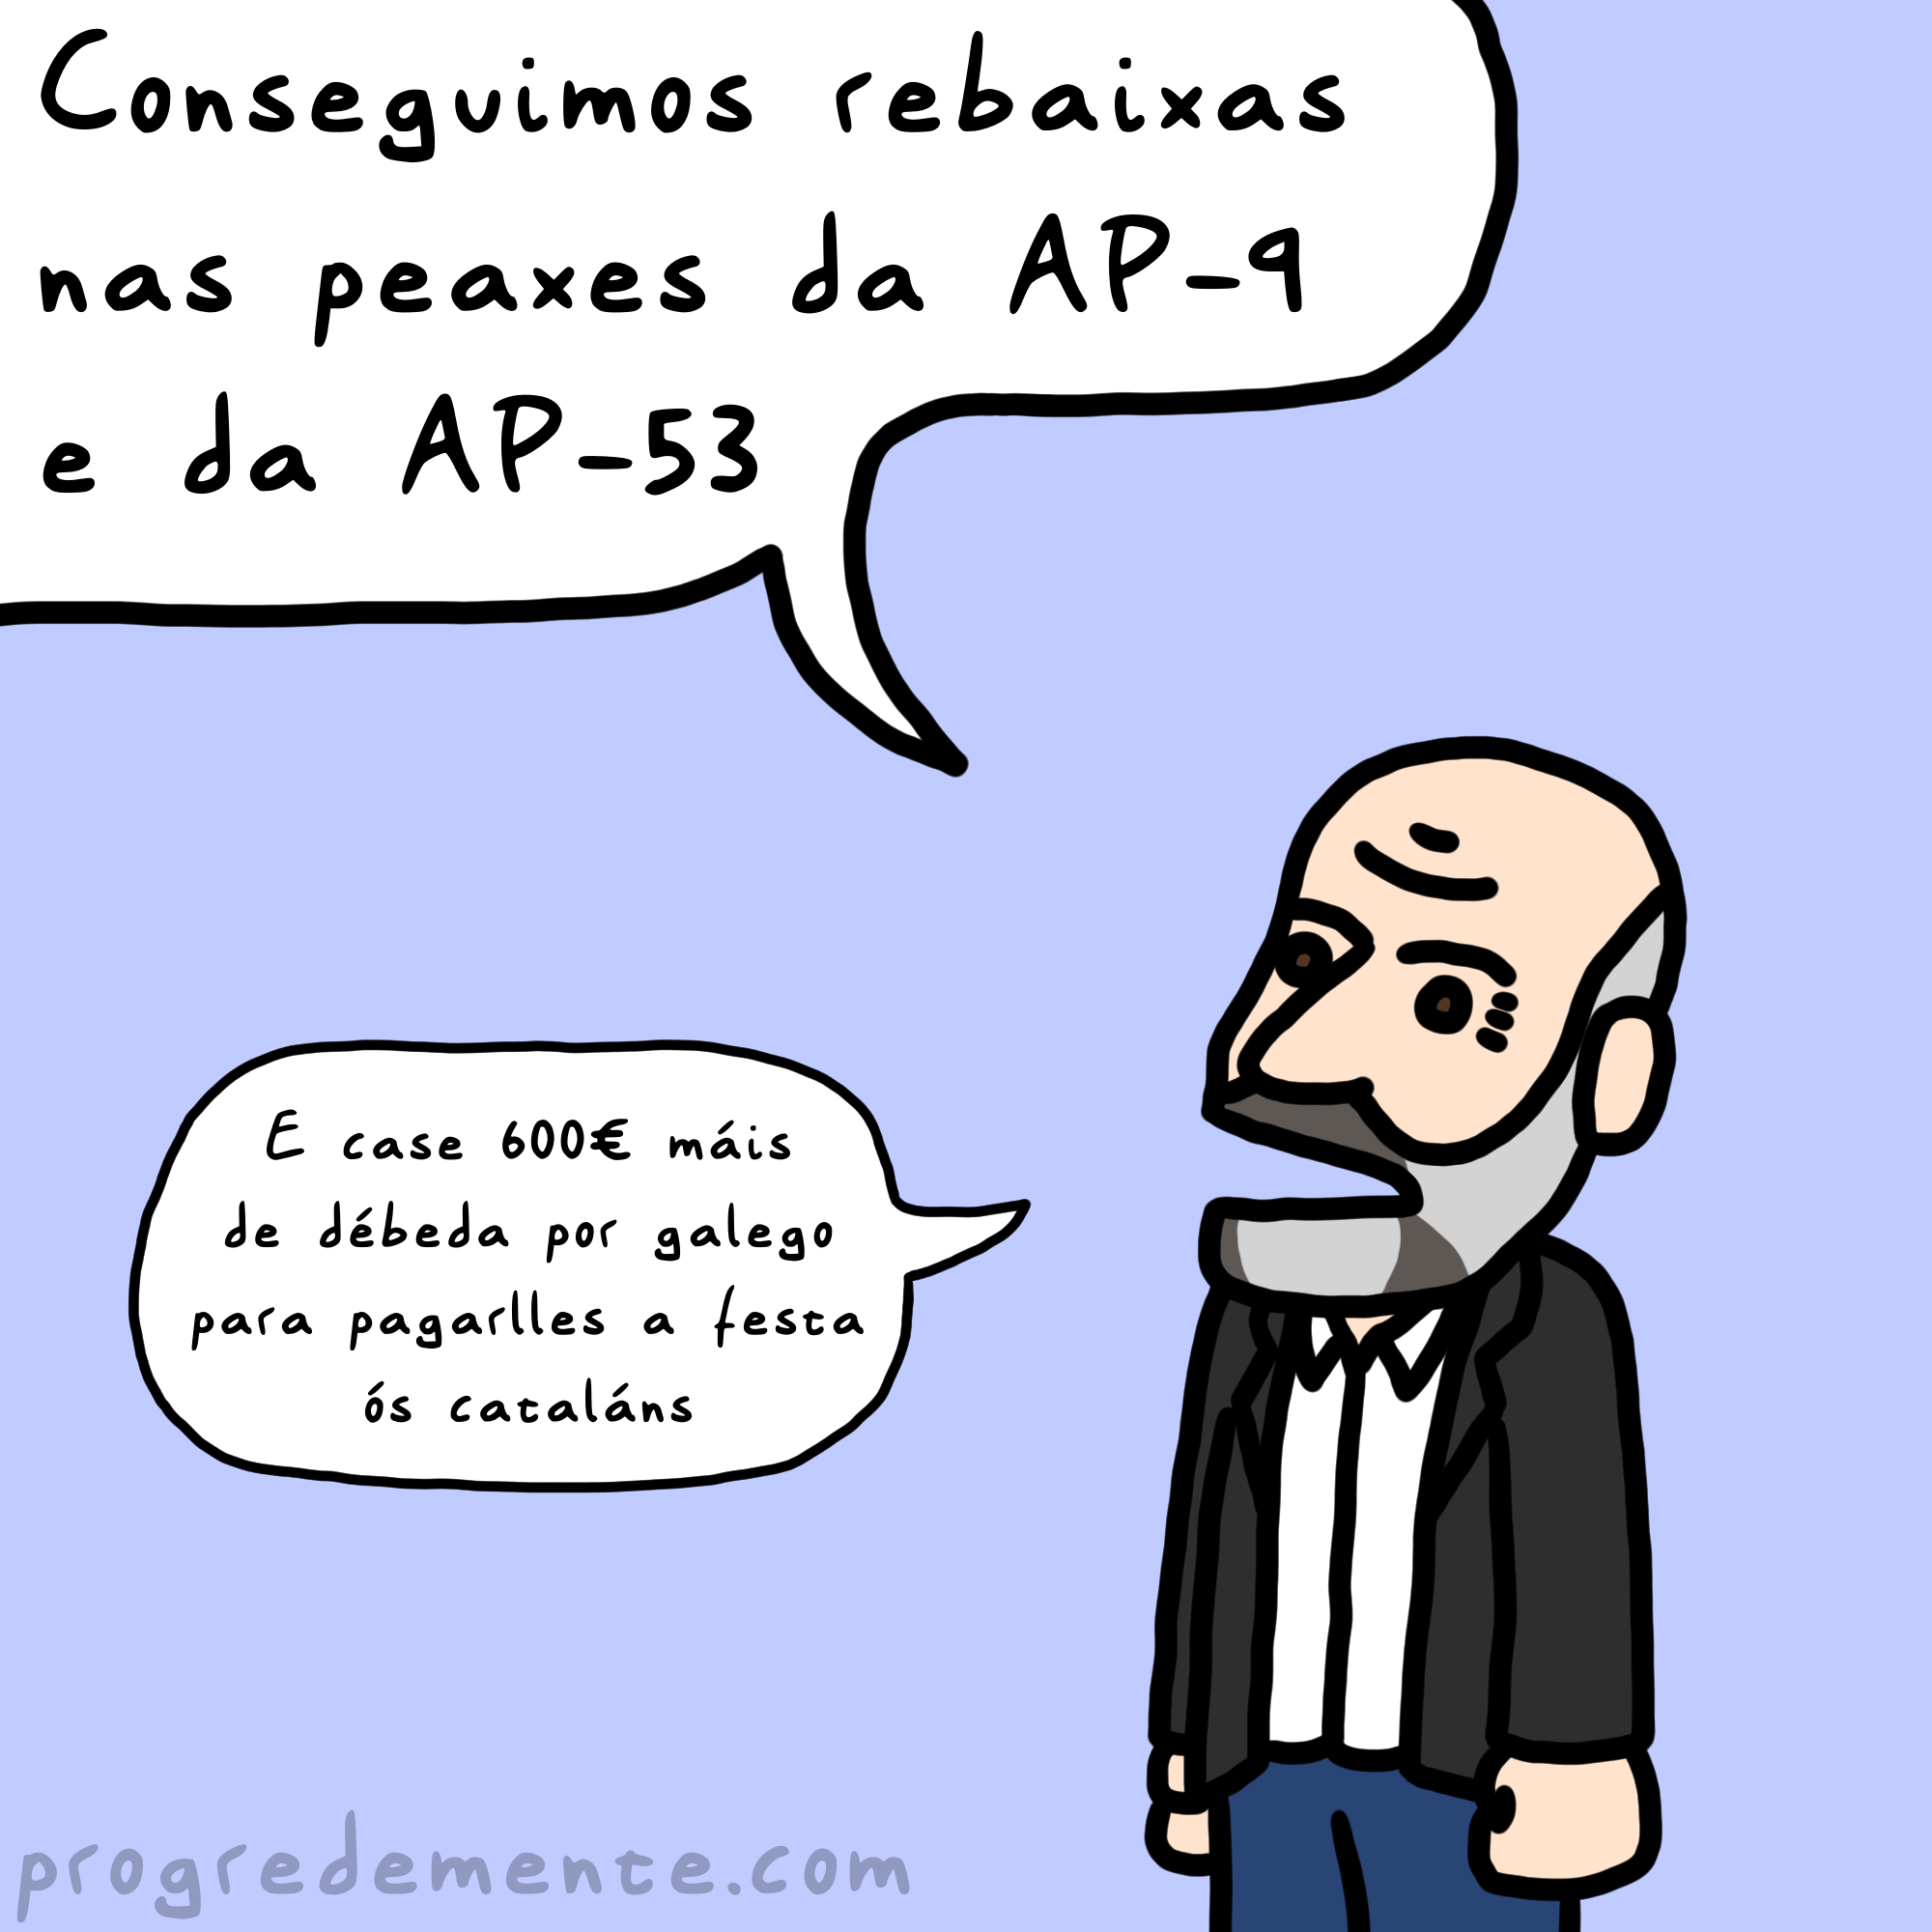 Conseguimos rebaixas
nas peaxes da AP-9
e da AP-53
E case 600€ máis
de débeda por galego
para pagarlles a festa
ós cataláns
progredemente.com